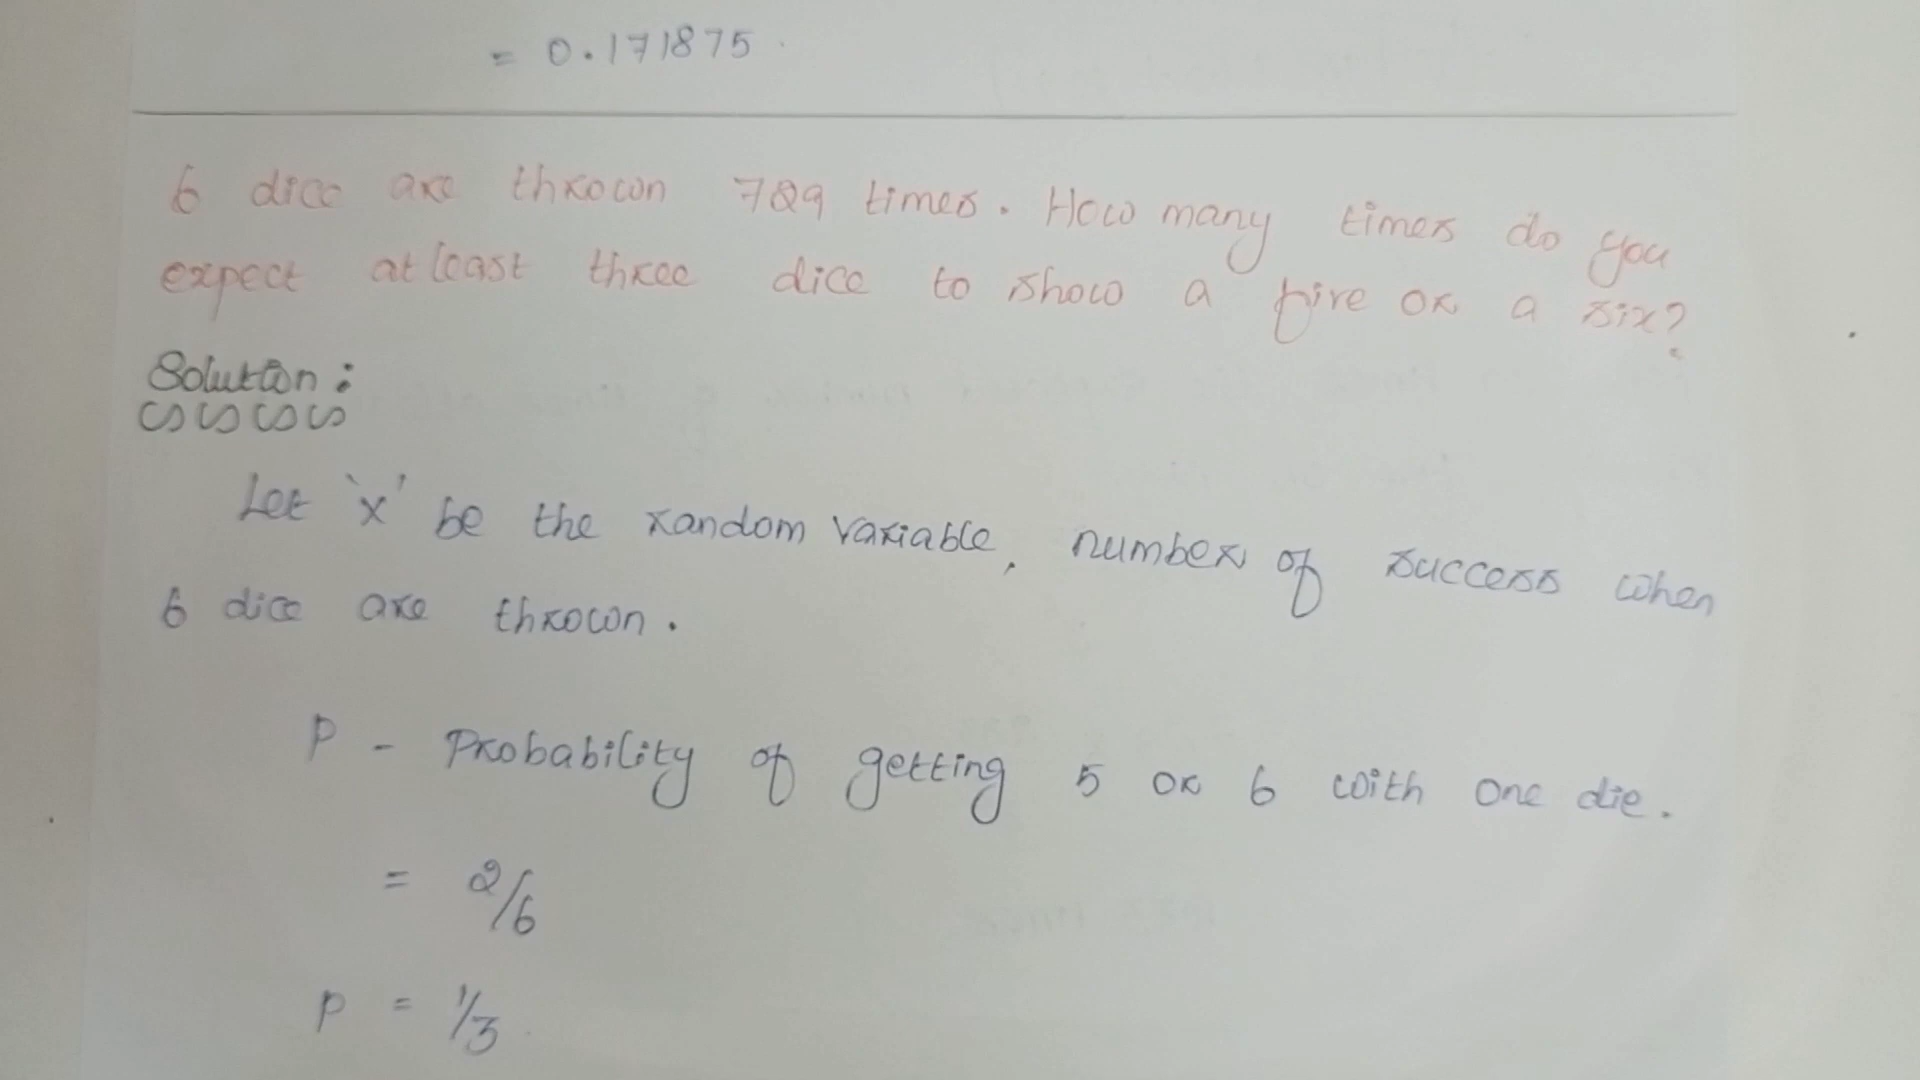 = 0.171875
6 dice are thrown 729 times. How many times do you
expect atleast three dice to show a five or a six?
Solution:
Let 'x' be the random variable, number of success when
6 dice are thrown.
P - Probability of getting 5 or 6 with one die.
= 2/6
P = 1/3